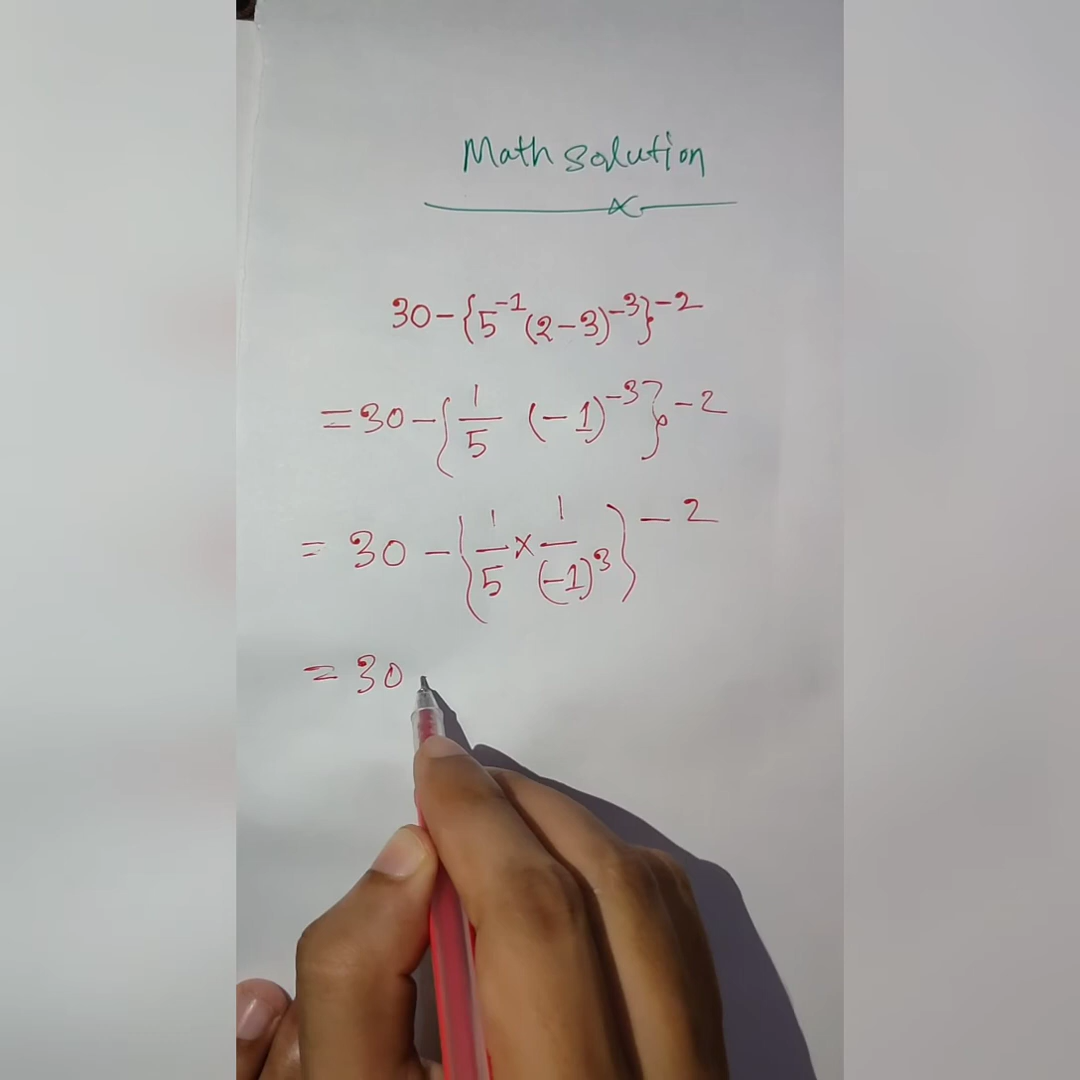 Math solution
30-{5⁻¹(2-3)⁻³}⁻²
=30-{1/5 (-1)⁻³}⁻²
= 30 -{1/5×1/(-1)³}⁻²
= 30